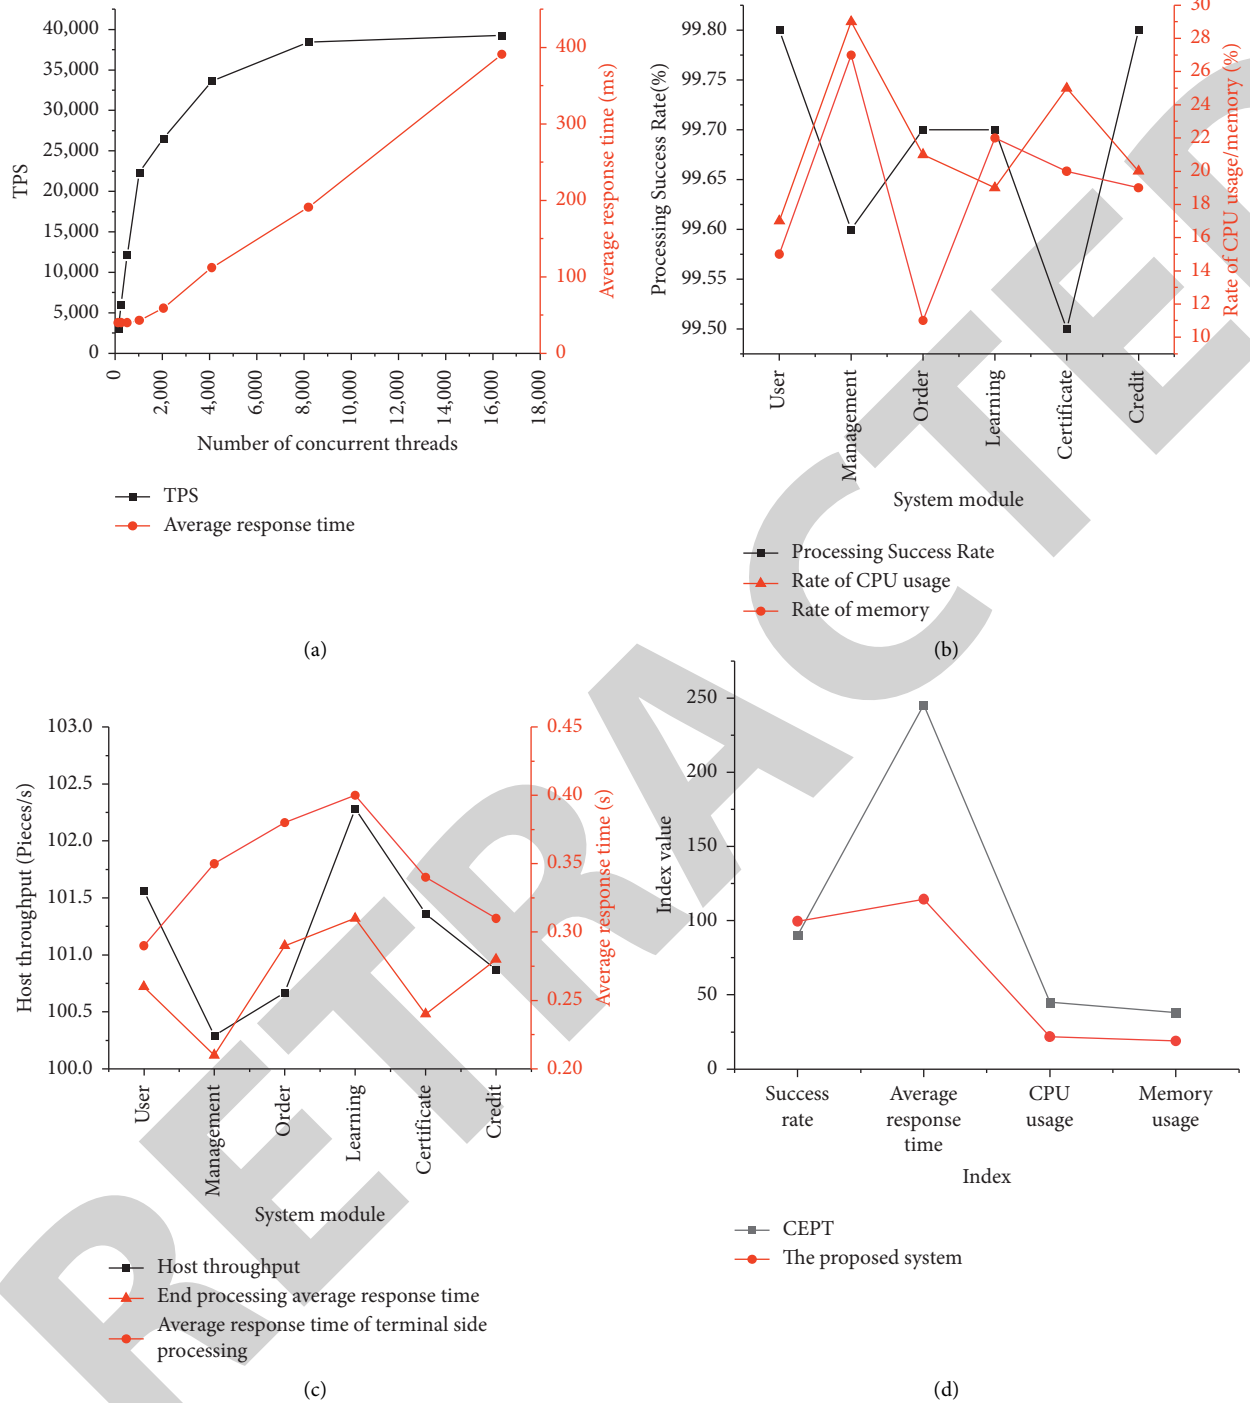 40,000
35,000
30,000
25,000
20,000
15,000
10,000
5,000
0
TPS
400
300
200
100
0
Average response time (ms)
0
2,000
4,000
6,000
8,000
10,000
12,000
14,000
16,000
18,000
Number of concurrent threads
TPS
Average response time
(a)
99.80
99.75
99.70
99.65
99.60
99.55
99.50
Processing Success Rate(%)
30
28
26
24
22
20
18
16
14
12
10
Rate of CPU usage/memory (%)
User
Management
Order
Learning
Certificate
Credit
System module
Processing Success Rate
Rate of CPU usage
Rate of memory
(b)
103.0
102.5
102.0
101.5
101.0
100.5
100.0
Host throughput (Pieces/s)
0.45
0.40
0.35
0.30
0.25
0.20
Average response time (s)
User
Management
Order
Learning
Certificate
Credit
System module
Host throughput
End processing average response time
Average response time of terminal side
processing
(c)
250
200
150
100
50
0
Index value
Success
rate
Average
response
time
CPU
usage
Memory
usage
Index
CEPT
The proposed system
(d)
RETRACTED